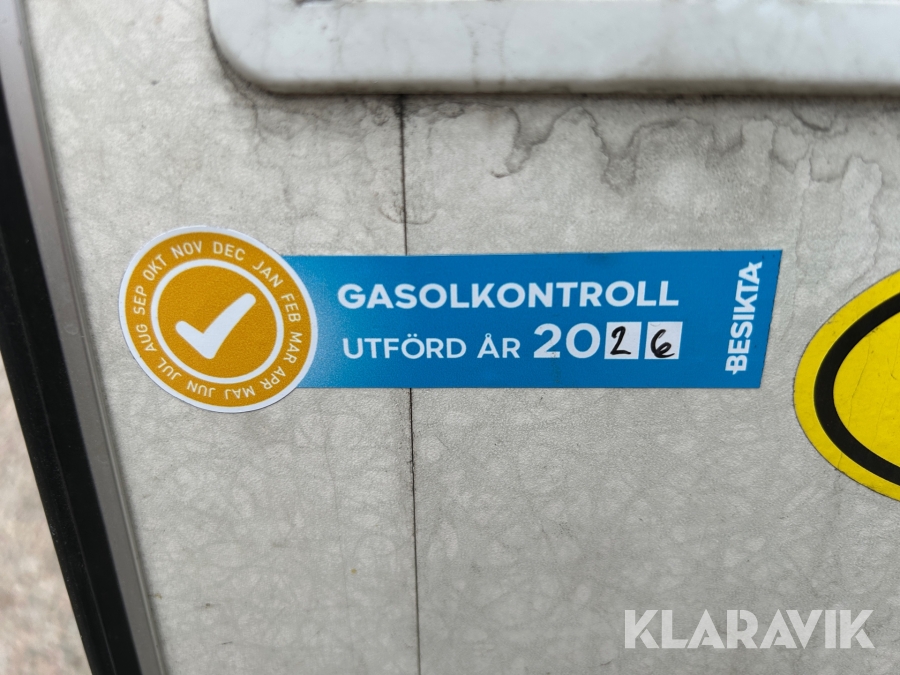 JAN FEB MAR APR MAJ JUN JUL AUG SEP OKT NOV DEC
GASOLKONTROLL
UTFÖRD ÅR 2026
BESIKTA
KLARAVIK